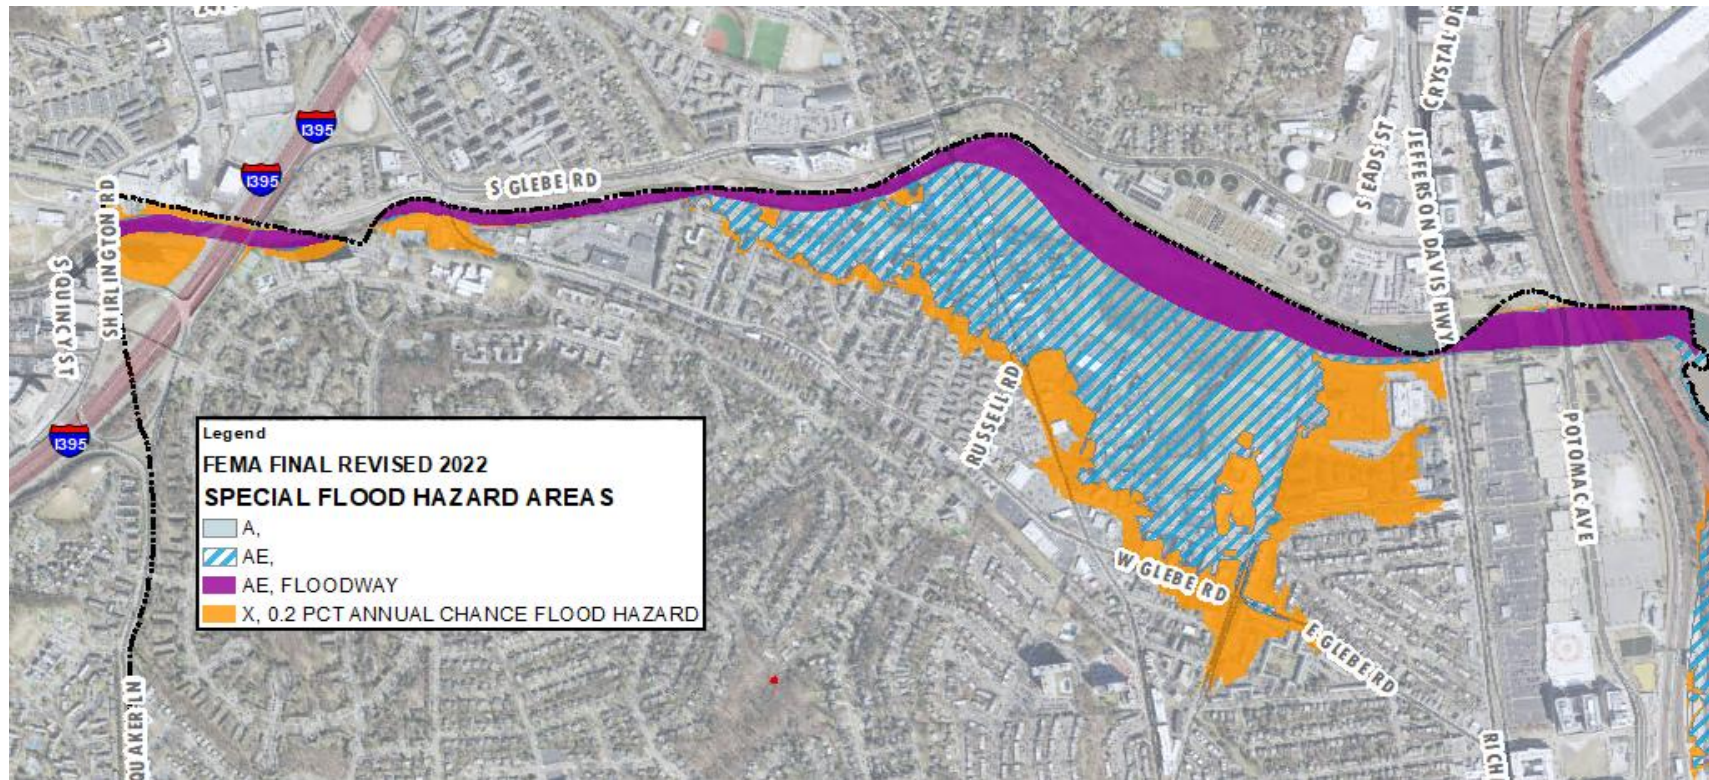 I395
I395
I395
S GLEBE RD
SHIRLINGTON RD
S QUINCY ST
S EADS ST
CRYSTAL DR
JEFFERSON DAVIS HWY
RUSSELL RD
POTOMAC AVE
W GLEBE RD
E GLEBE RD
QUAKER LN
RICH
Legend
FEMA FINAL REVISED 2022
SPECIAL FLOOD HAZARD AREAS
A,
AE,
AE, FLOODWAY
X, 0.2 PCT ANNUAL CHANCE FLOOD HAZARD